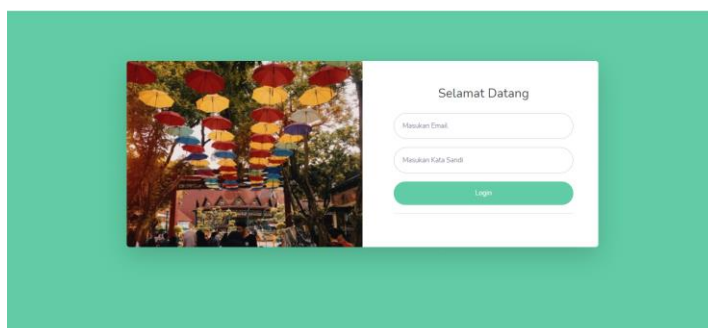 Selamat Datang
Masukan Email
Masukan Kata Sandi
Login